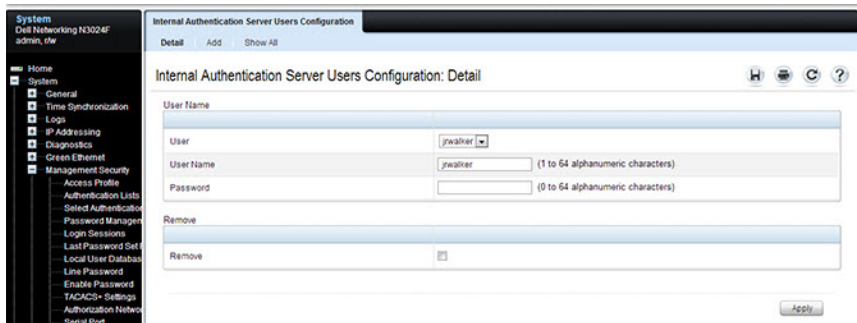 System
Dell Networking N3024F
admin, r/w
Home
System
General
Time Synchronization
Logs
IP Addressing
Diagnostics
Green Ethernet
Management Security
Access Profile
Authentication Lists
Select Authentication
Password Managem
Login Sessions
Last Password Set R
Local User Databas
Line Password
Enable Password
TACACS+ Settings
Authorization Networ
Serial Port
Internal Authentication Server Users Configuration
Detail Add Show All
Internal Authentication Server Users Configuration: Detail
User Name
User jrwalker
User Name jrwalker (1 to 64 alphanumeric characters)
Password (0 to 64 alphanumeric characters)
Remove
Remove
Apply